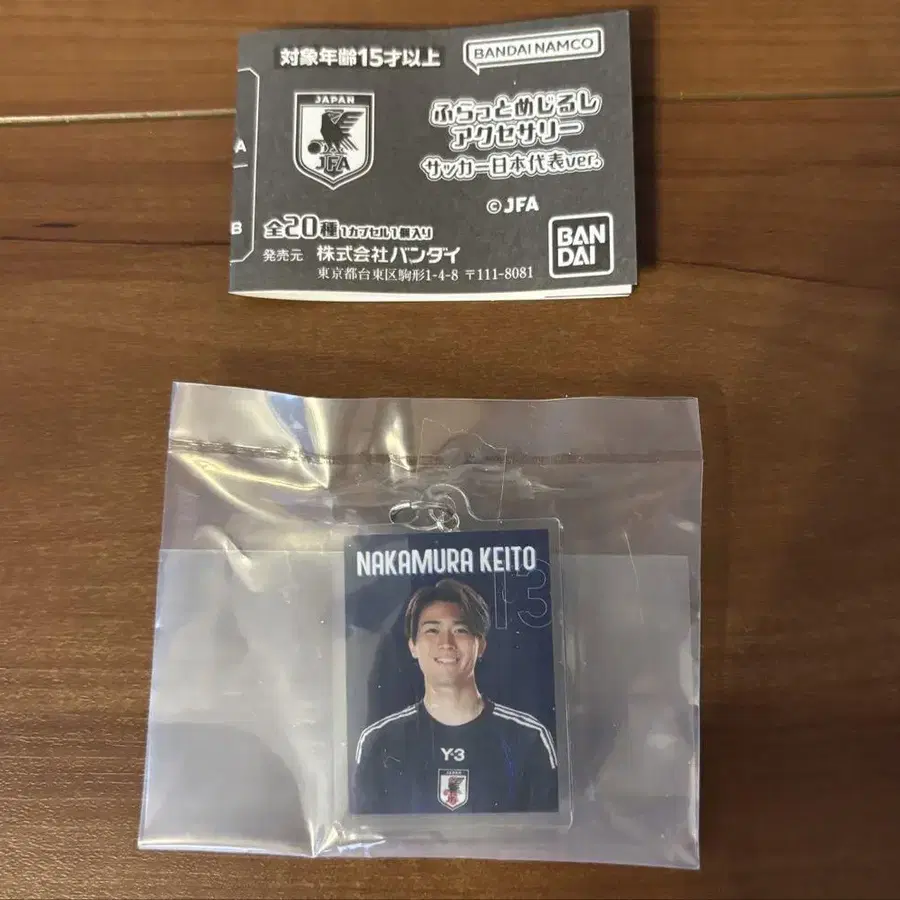 対象年齢15才以上
BANDAI NAMCO
JAPAN
JFA
ふらっとめじるし
アクセサリー
サッカー日本代表ver.
©JFA
A
B
全20種 1カプセル1個入り
発売元 株式会社バンダイ
東京都台東区駒形1-4-8 〒111-8081
BAN
DAI
NAKAMURA KEITO
13
Y-3
JAPAN